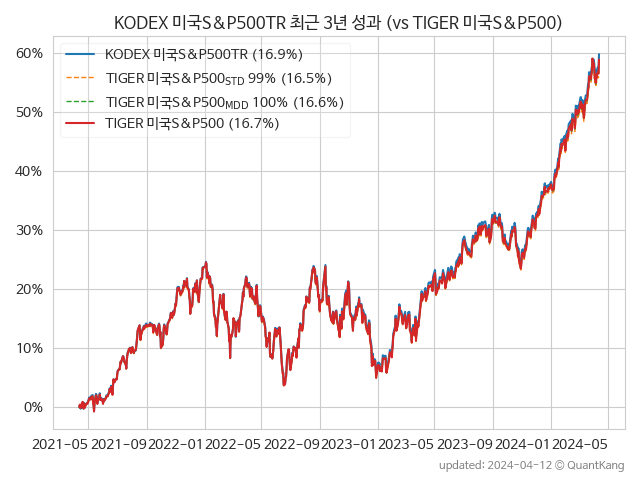 KODEX 미국S&P500TR 최근 3년 성과 (vs TIGER 미국S&P500)
KODEX 미국S&P500TR (16.9%)
TIGER 미국S&P500STD 99% (16.5%)
TIGER 미국S&P500MDD 100% (16.6%)
TIGER 미국S&P500 (16.7%)
60%
50%
40%
30%
20%
10%
0%
2021-05 2021-09 2022-01 2022-05 2022-09 2023-01 2023-05 2023-09 2024-01 2024-05
updated: 2024-04-12 © QuantKang